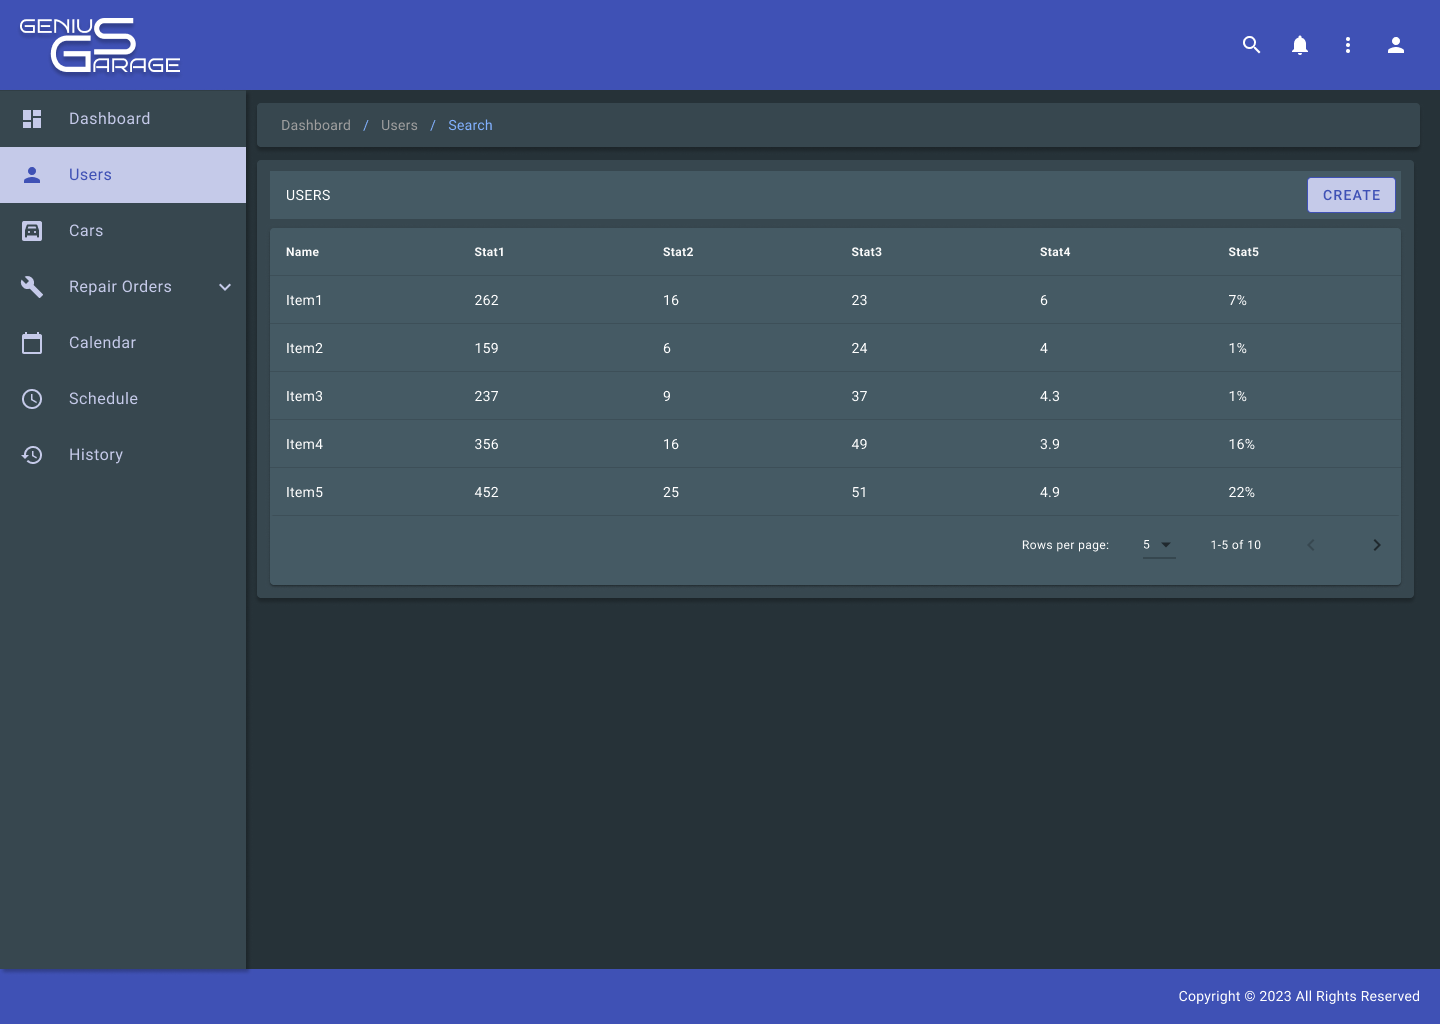 GENIUS
GARAGE
Dashboard
Users
Cars
Repair Orders
Calendar
Schedule
History
Dashboard / Users / Search
USERS CREATE
Name Stat1 Stat2 Stat3 Stat4 Stat5
Item1 262 16 23 6 7%
Item2 159 6 24 4 1%
Item3 237 9 37 4.3 1%
Item4 356 16 49 3.9 16%
Item5 452 25 51 4.9 22%
Rows per page: 5 1-5 of 10
Copyright © 2023 All Rights Reserved